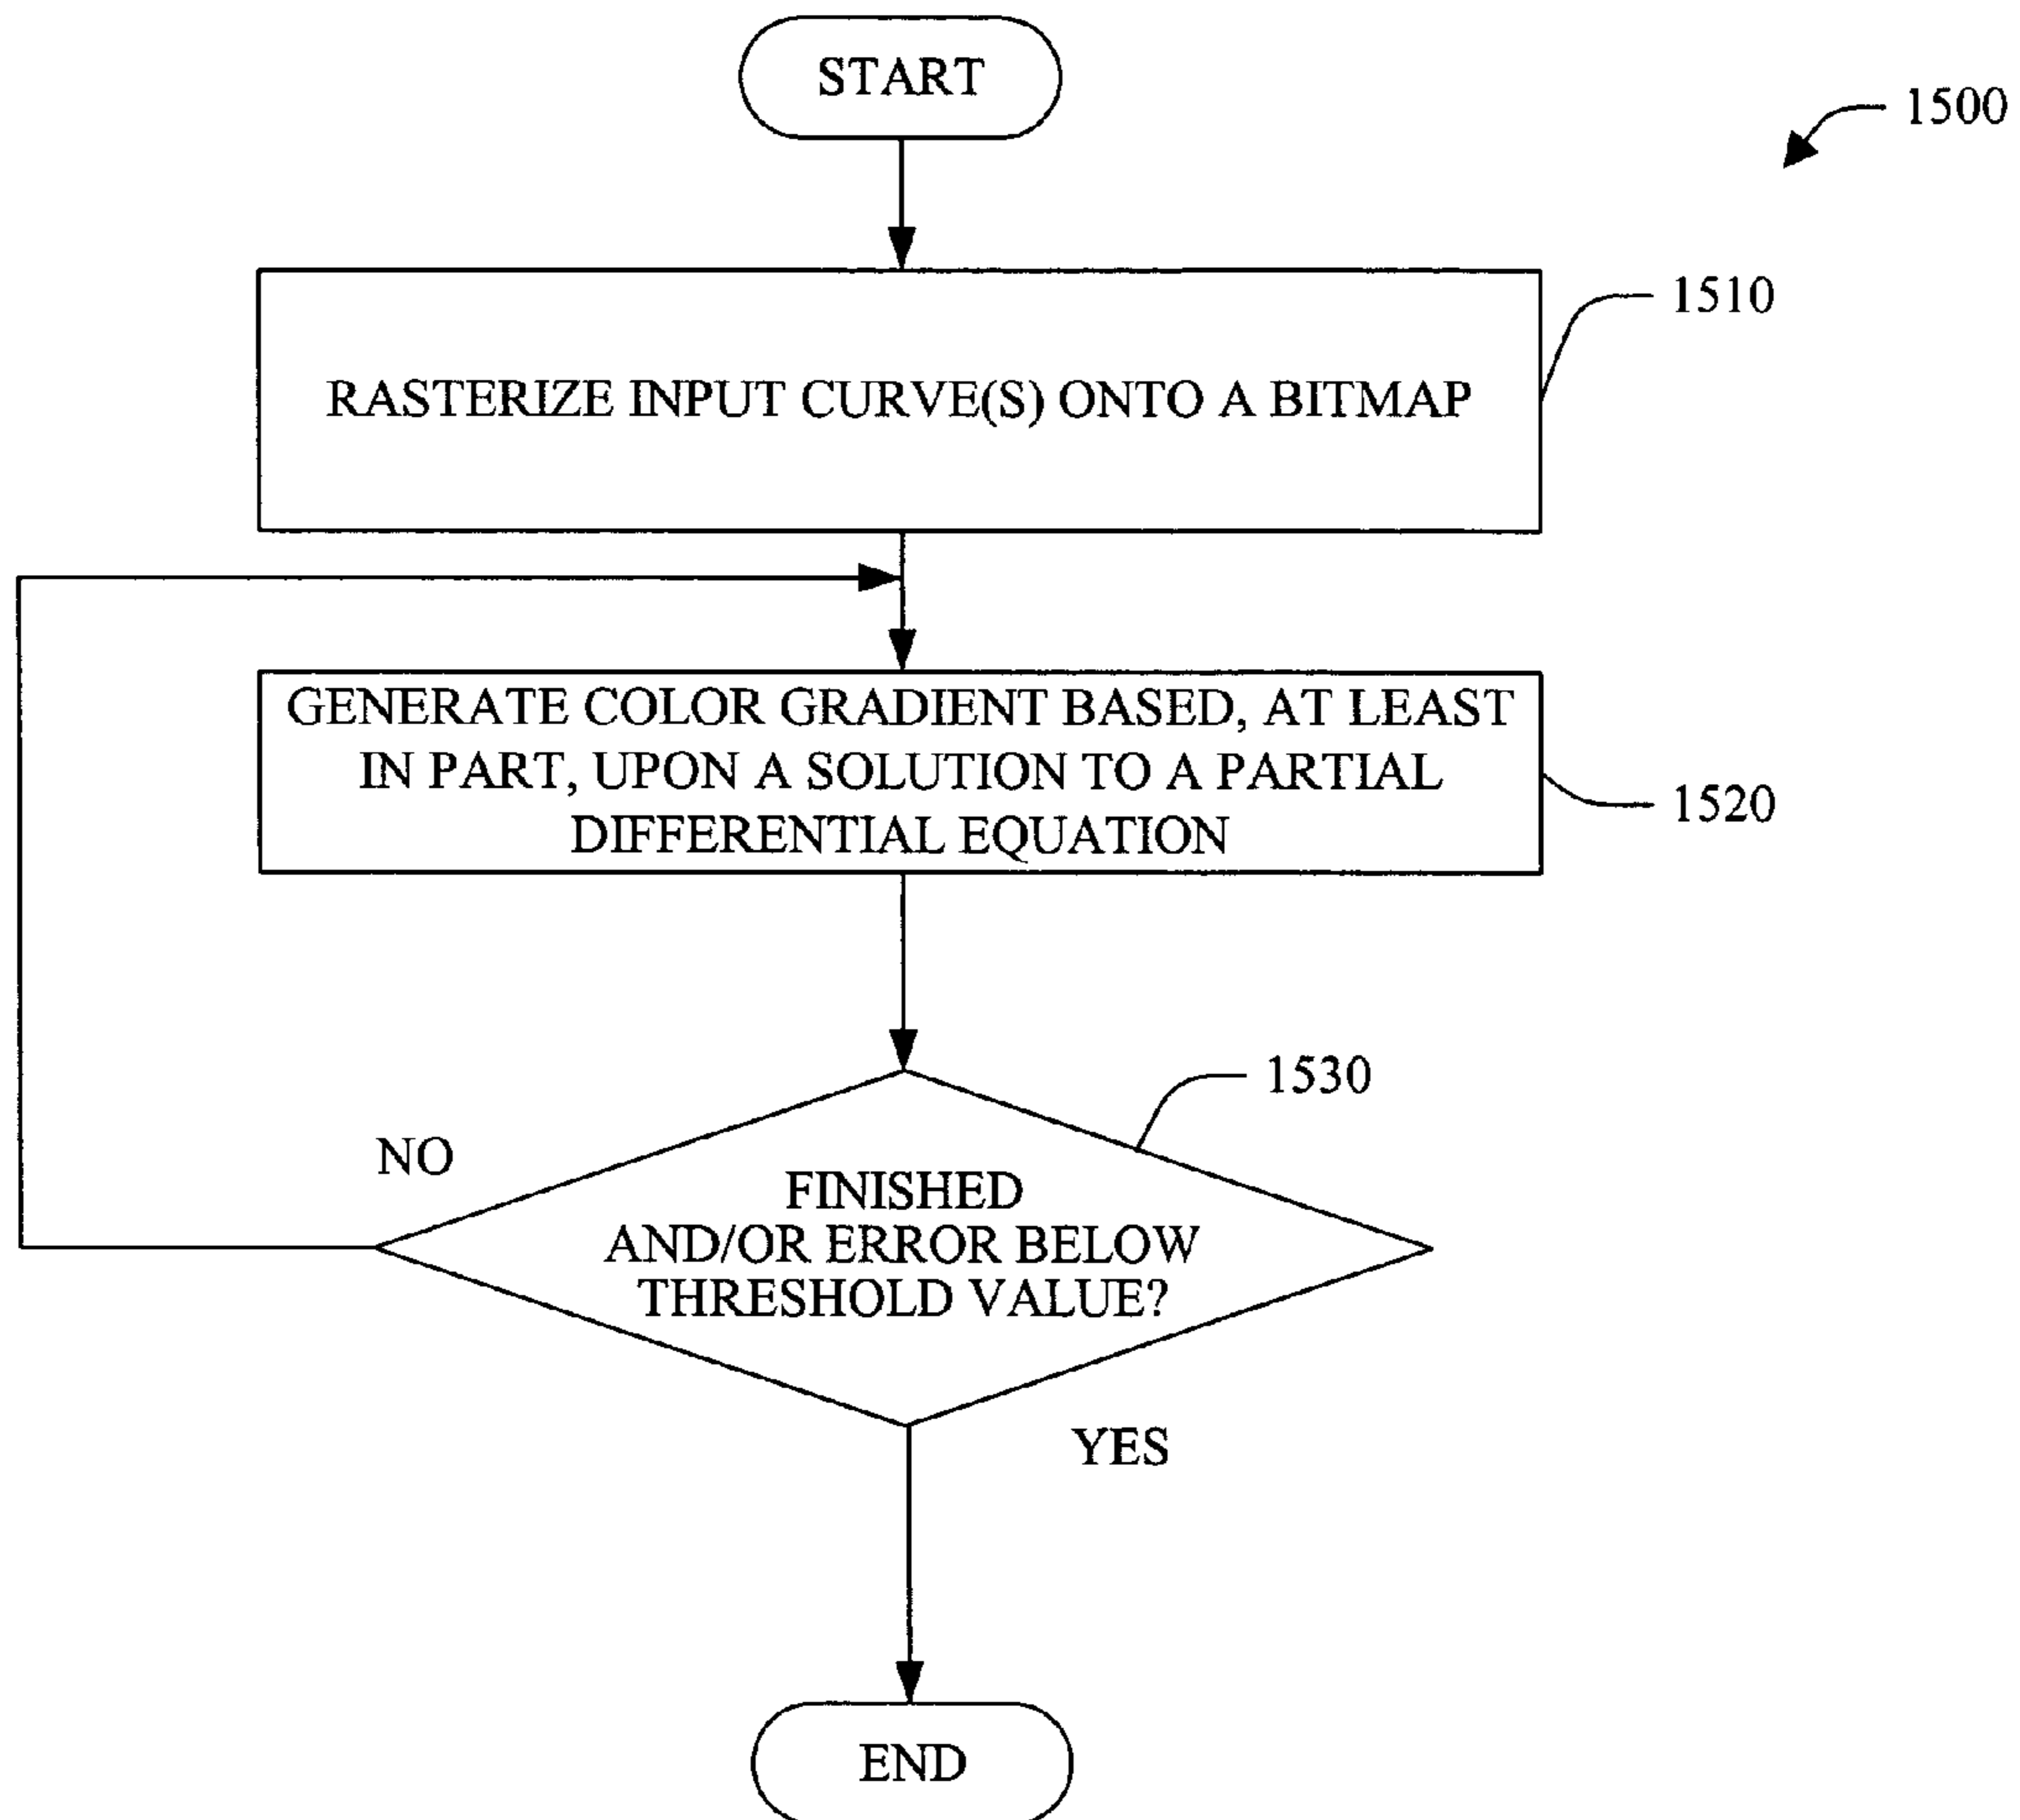 START
1500
1510
RASTERIZE INPUT CURVE(S) ONTO A BITMAP
GENERATE COLOR GRADIENT BASED, AT LEAST
IN PART, UPON A SOLUTION TO A PARTIAL
DIFFERENTIAL EQUATION
1520
1530
NO
FINISHED
AND/OR ERROR BELOW
THRESHOLD VALUE?
YES
END